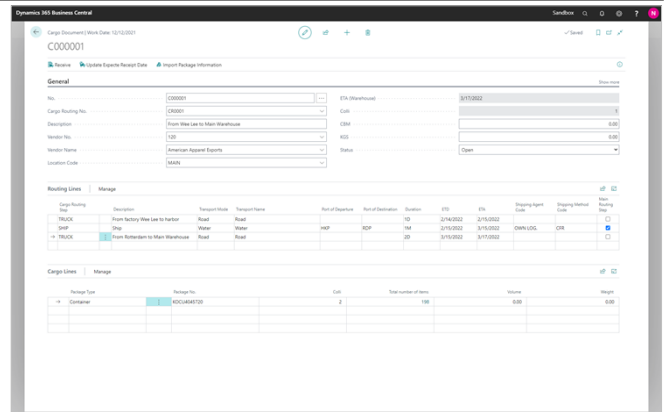 Dynamics 365 Business Central
Sandbox
?
N
Cargo Document | Work Date: 12/12/2021
Saved
C000001
Receive
Update Expecte Receipt Date
Import Package Information
General
Show more
No.
C000001
ETA (Warehouse)
3/17/2022
Cargo Routing No.
CR0001
Colli
1
Description
From Wee Lee to Main Warehouse
CBM
0.00
Vendor No.
120
KGS
0.00
Vendor Name
American Apparel Exports
Status
Open
Location Code
MAIN
Routing Lines
Manage
Cargo Routing Step
Description
Transport Mode
Transport Name
Port of Departure
Port of Destination
Duration
ETD
ETA
Shipping Agent Code
Shipping Method Code
Main Routing Step
TRUCK From factory Wee Lee to harbor Road Road 1D 2/14/2022 2/15/2022
SHIP Ship Water Water HKP RDP 1M 2/15/2022 3/15/2022 OWN LOG. CFR
TRUCK From Rotterdam to Main Warehouse Road Road 2D 3/15/2022 3/17/2022
Cargo Lines
Manage
Package Type
Package No.
Colli
Total number of items
Volume
Weight
Container KOCU4045720 2 0.00 0.00